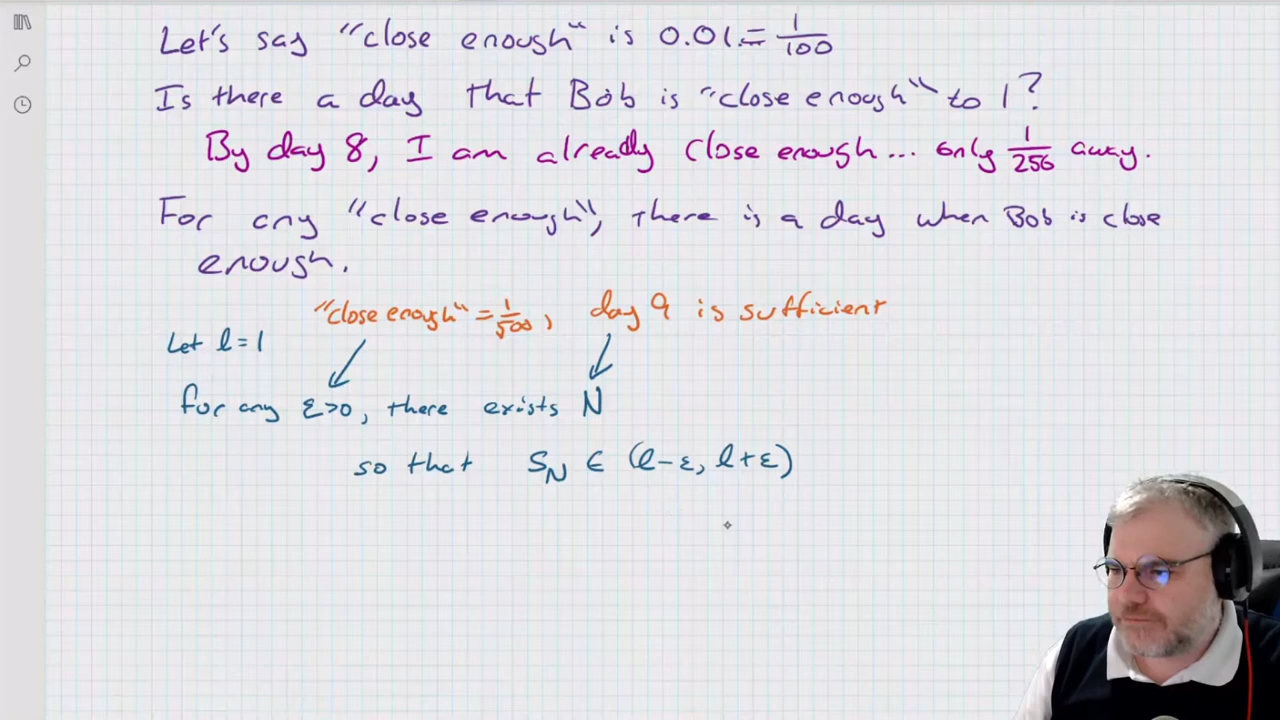 Let's say "close enough" is 0.01 = 1/100
Is there a day that Bob is "close enough" to 1?
By day 8, I am already close enough... only 1/256 away.
For any "close enough", there is a day when Bob is close
enough.
"close enough" = 1/500, day 9 is sufficient
Let l = 1
for any ε>0, there exists N
so that S_N ∈ (l-ε, l+ε)